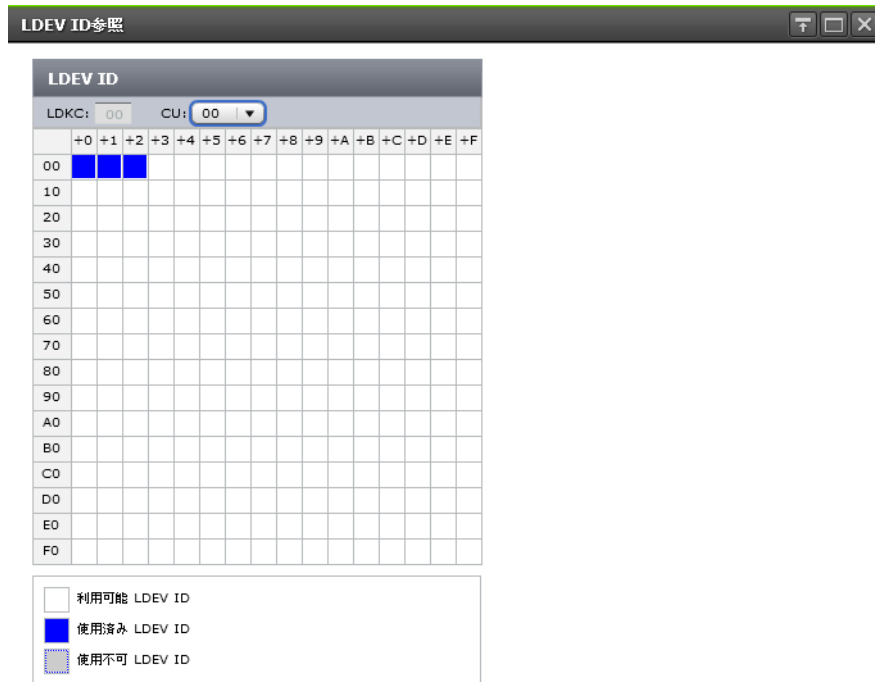 LDEV ID参照
LDEV ID
LDKC: 00 CU: 00
+0 +1 +2 +3 +4 +5 +6 +7 +8 +9 +A +B +C +D +E +F
00
10
20
30
40
50
60
70
80
90
A0
B0
C0
D0
E0
F0
利用可能 LDEV ID
使用済み LDEV ID
使用不可 LDEV ID